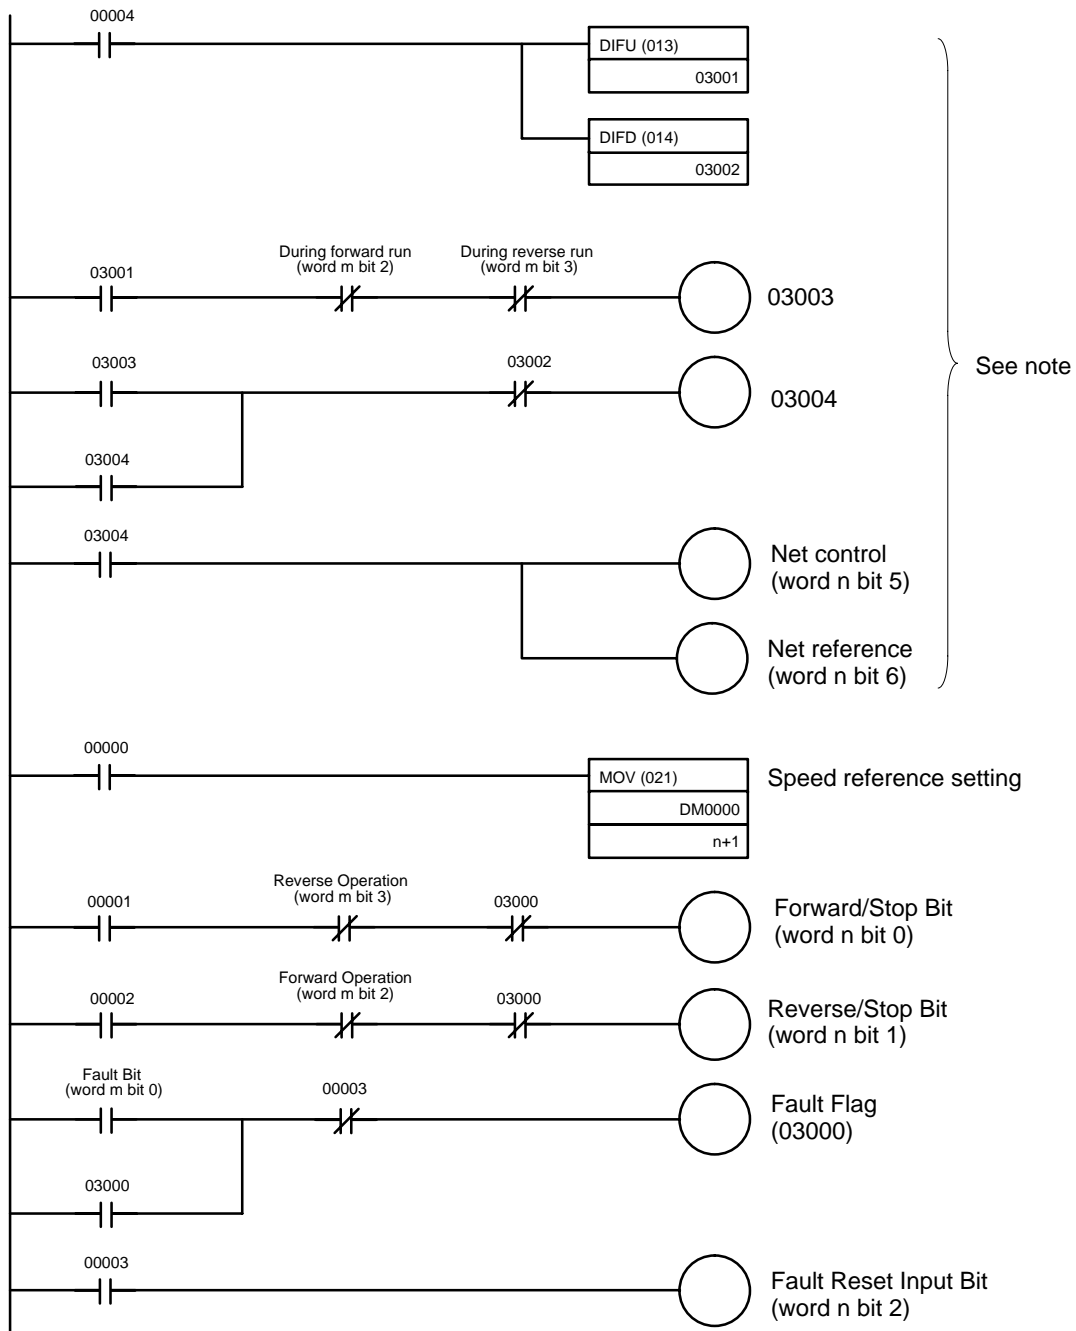 00004
DIFU (013)
03001
DIFD (014)
03002
03001
During forward run
(word m bit 2)
During reverse run
(word m bit 3)
03003
03003
03002
03004
See note
03004
03004
Net control
(word n bit 5)
Net reference
(word n bit 6)
00000
MOV (021)
DM0000
n+1
Speed reference setting
00001
Reverse Operation
(word m bit 3)
03000
Forward/Stop Bit
(word n bit 0)
00002
Forward Operation
(word m bit 2)
03000
Reverse/Stop Bit
(word n bit 1)
Fault Bit
(word m bit 0)
00003
Fault Flag
(03000)
03000
00003
Fault Reset Input Bit
(word n bit 2)